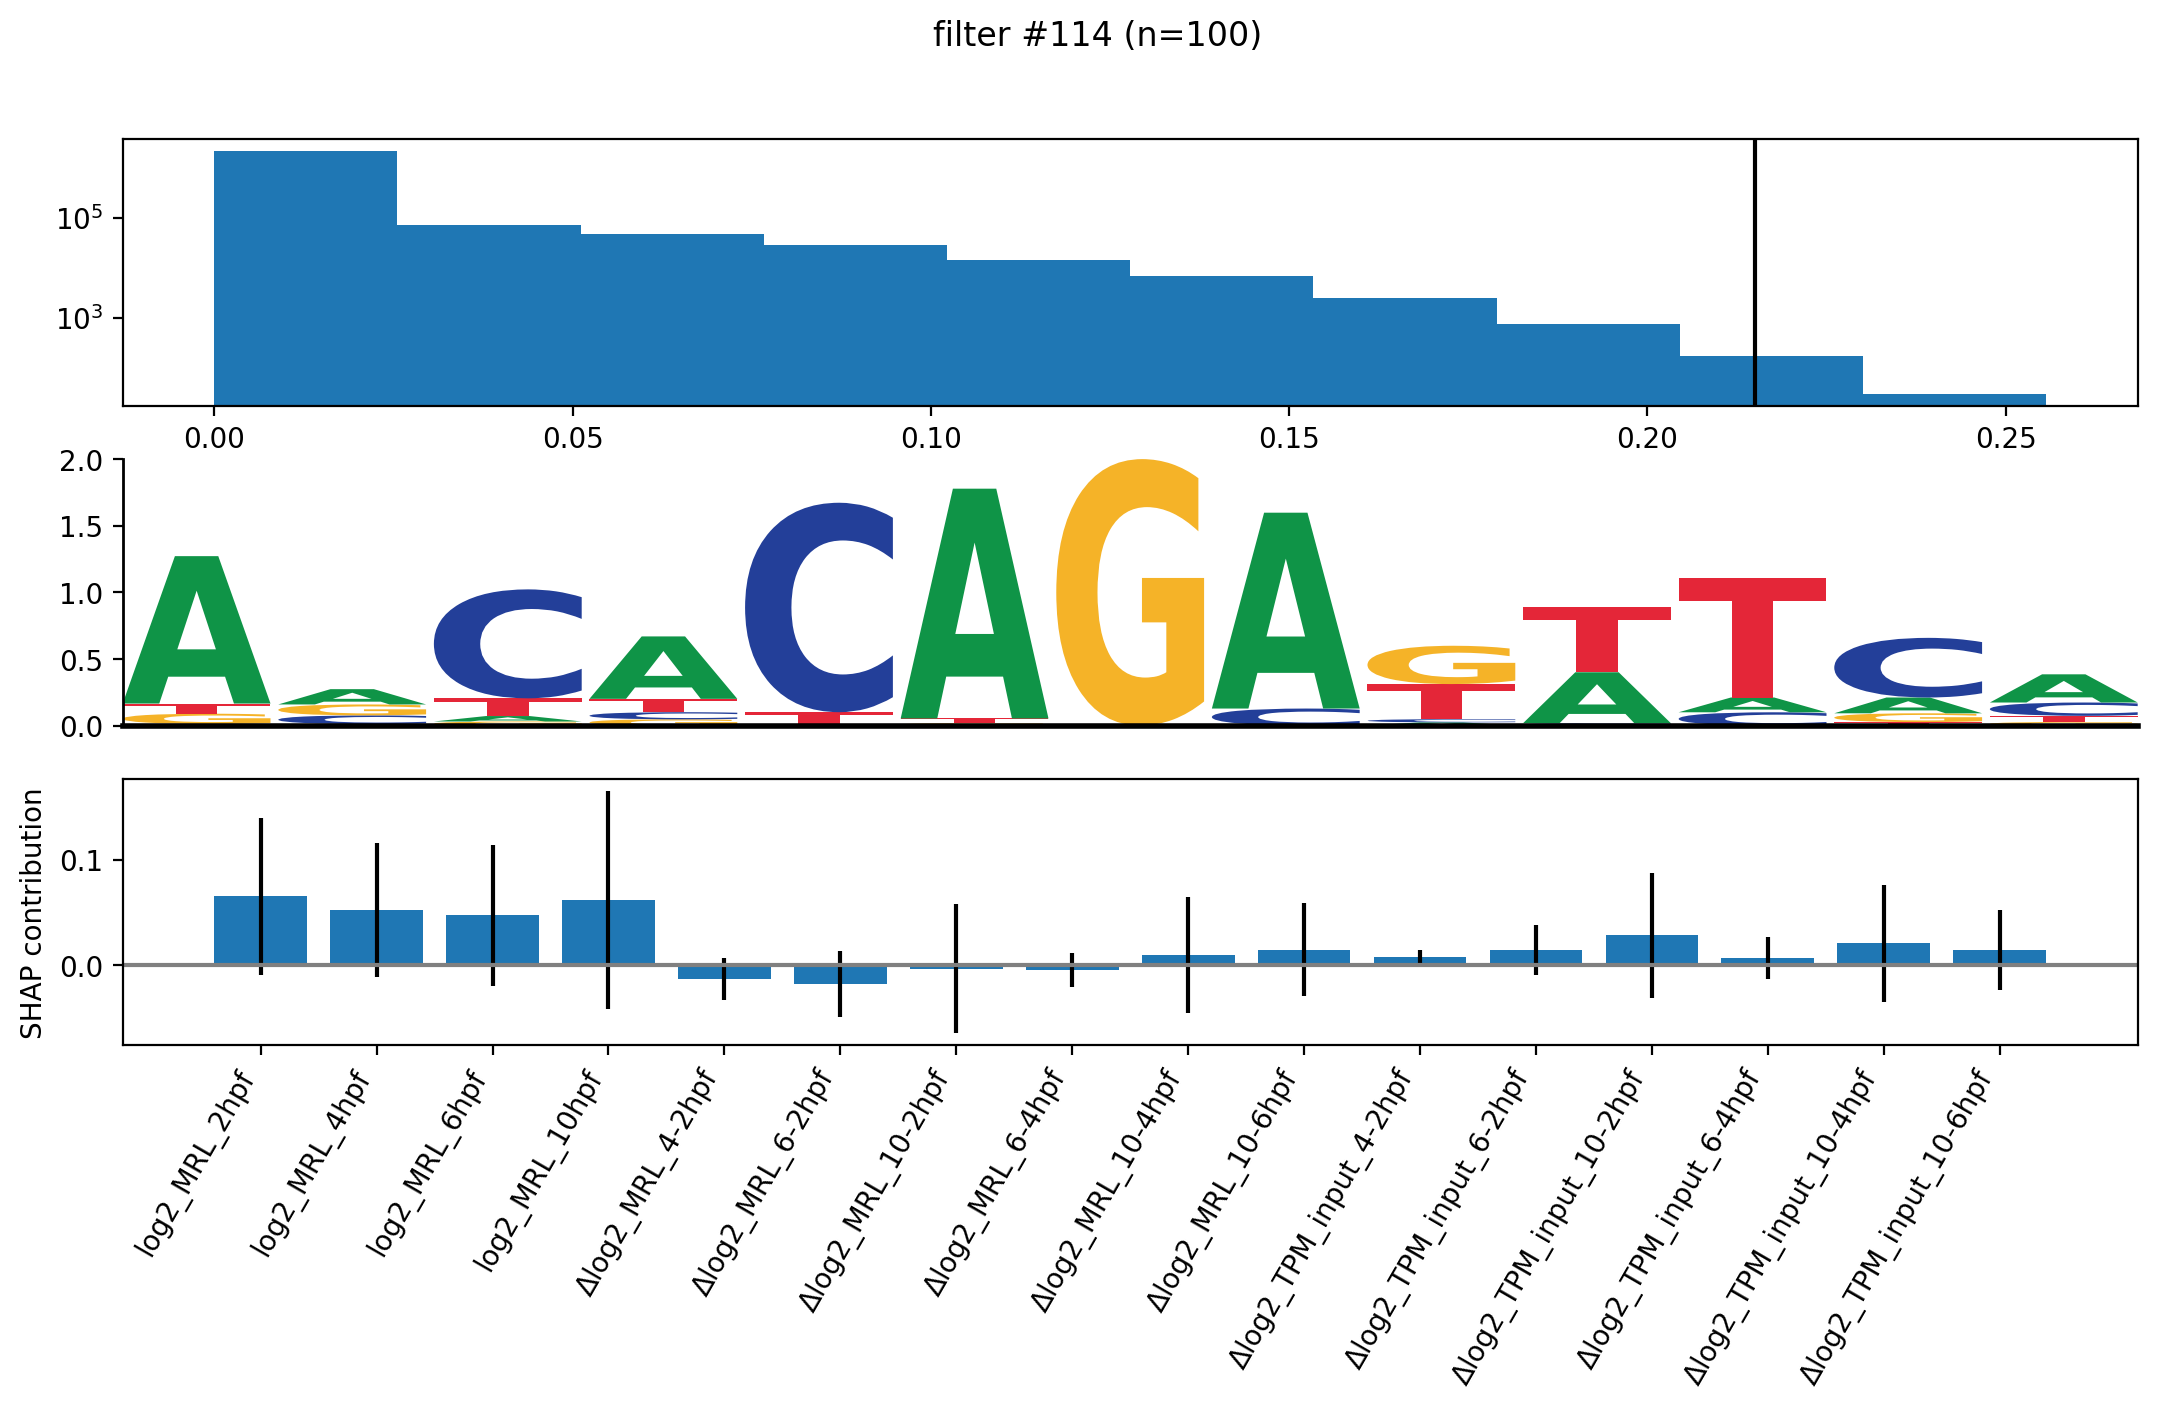 filter #114 (n=100)
10⁵
10³
0.00 0.05 0.10 0.15 0.20 0.25
2.0
1.5
1.0
0.5
0.0
A A C A C A G A G T T C A
T G T T T T C T A A C C
G C A C C A G T
G G C T G
SHAP contribution
0.1
0.0
log2_MRL_2hpf
log2_MRL_4hpf
log2_MRL_6hpf
log2_MRL_10hpf
Δlog2_MRL_4-2hpf
Δlog2_MRL_6-2hpf
Δlog2_MRL_10-2hpf
Δlog2_MRL_6-4hpf
Δlog2_MRL_10-4hpf
Δlog2_MRL_10-6hpf
Δlog2_TPM_input_4-2hpf
Δlog2_TPM_input_6-2hpf
Δlog2_TPM_input_10-2hpf
Δlog2_TPM_input_6-4hpf
Δlog2_TPM_input_10-4hpf
Δlog2_TPM_input_10-6hpf